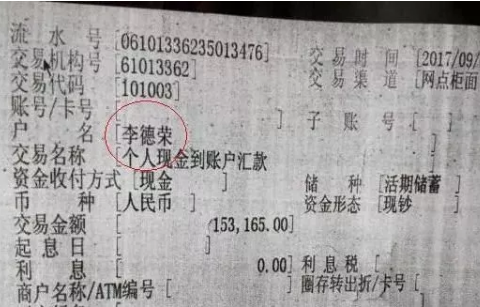 流水号[06101336235013476] 交易时间[2017/09/
交易机构号[61013362] 交易渠道[网点柜面
交易代码[101003]
账号/卡号[ ] 子账号[
户名[李德荣
交易名称[个人现金到账户汇款
资金收付方式[现金] 储种[活期储蓄
币种[人民币] 资金形态[现钞]
交易金额[153,165.00]
起息日[ ]
利息[0.00] 利息税[
商户名称/ATM编号[ 圈存转出折/卡号[